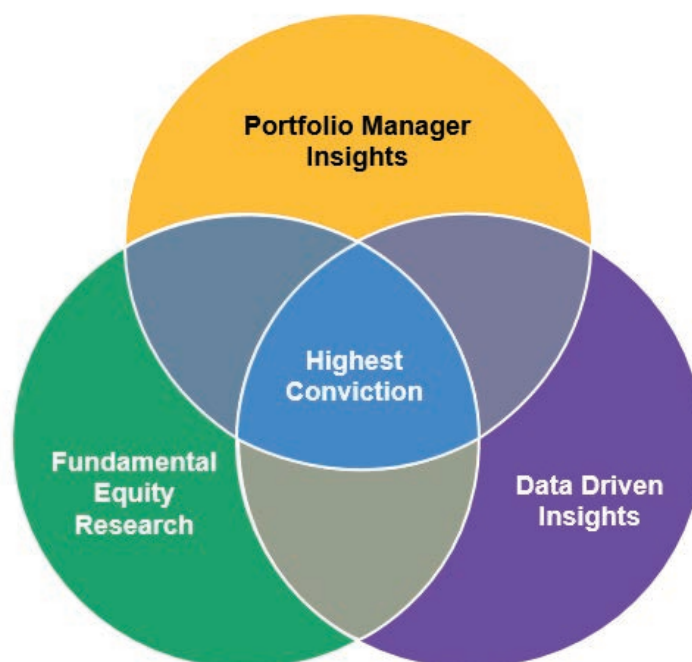 Portfolio Manager
Insights
Highest
Conviction
Fundamental
Equity
Research
Data Driven
Insights